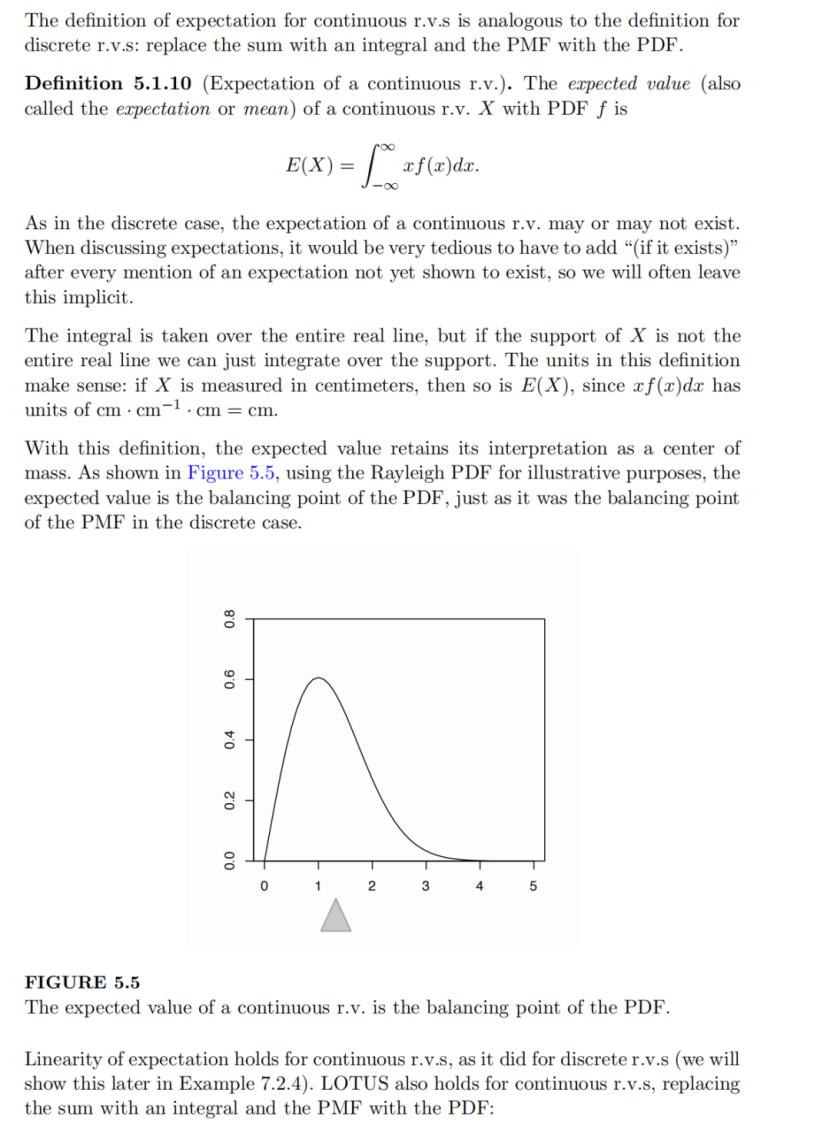 The definition of expectation for continuous r.v.s is analogous to the definition for
discrete r.v.s: replace the sum with an integral and the PMF with the PDF.
Definition 5.1.10 (Expectation of a continuous r.v.). The expected value (also
called the expectation or mean) of a continuous r.v. X with PDF f is
E(X) = ∫_{−∞}^{∞} xf(x)dx.
As in the discrete case, the expectation of a continuous r.v. may or may not exist.
When discussing expectations, it would be very tedious to have to add “(if it exists)”
after every mention of an expectation not yet shown to exist, so we will often leave
this implicit.
The integral is taken over the entire real line, but if the support of X is not the
entire real line we can just integrate over the support. The units in this definition
make sense: if X is measured in centimeters, then so is E(X), since xf(x)dx has
units of cm · cm⁻¹ · cm = cm.
With this definition, the expected value retains its interpretation as a center of
mass. As shown in Figure 5.5, using the Rayleigh PDF for illustrative purposes, the
expected value is the balancing point of the PDF, just as it was the balancing point
of the PMF in the discrete case.
0.8
0.6
0.4
0.2
0.0
0 1 2 3 4 5
FIGURE 5.5
The expected value of a continuous r.v. is the balancing point of the PDF.
Linearity of expectation holds for continuous r.v.s, as it did for discrete r.v.s (we will
show this later in Example 7.2.4). LOTUS also holds for continuous r.v.s, replacing
the sum with an integral and the PMF with the PDF: